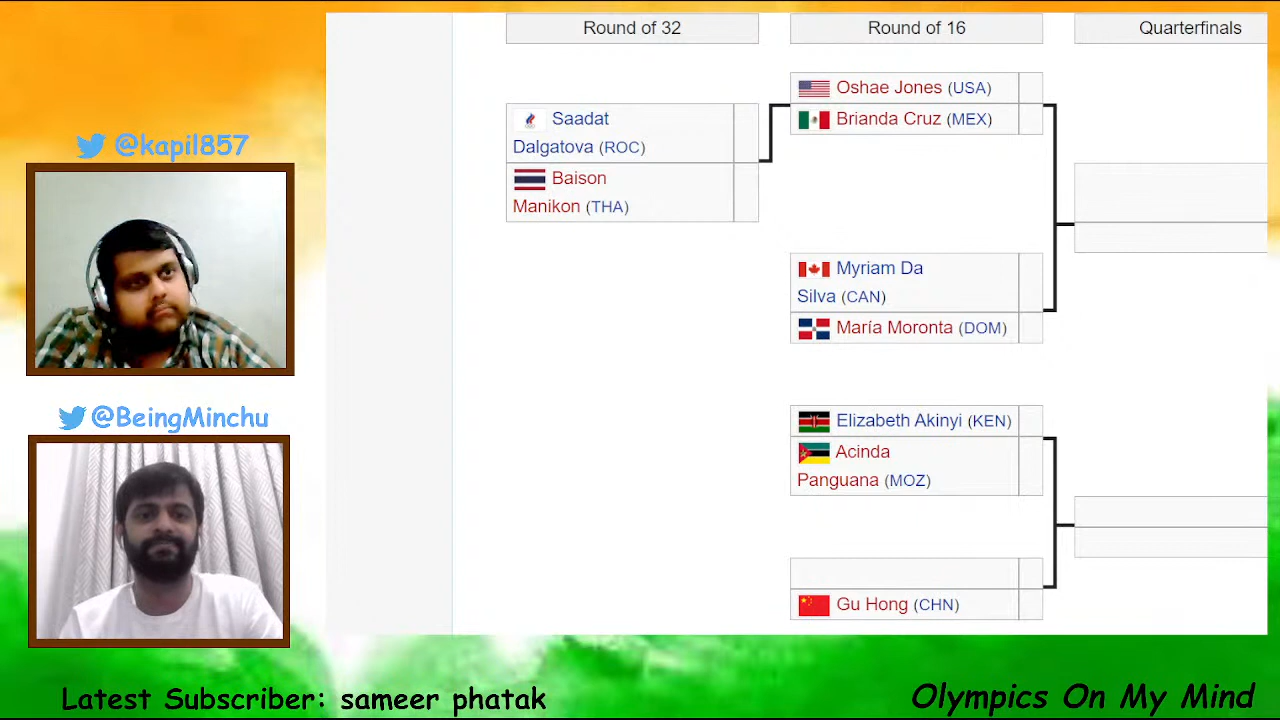 Round of 32
Round of 16
Quarterfinals
Oshae Jones (USA)
Brianda Cruz (MEX)
Saadat
Dalgatova (ROC)
Baison
Manikon (THA)
Myriam Da
Silva (CAN)
María Moronta (DOM)
Elizabeth Akinyi (KEN)
Acinda
Panguana (MOZ)
Gu Hong (CHN)
@kapil857
@BeingMinchu
Latest Subscriber: sameer phatak
Olympics On My Mind